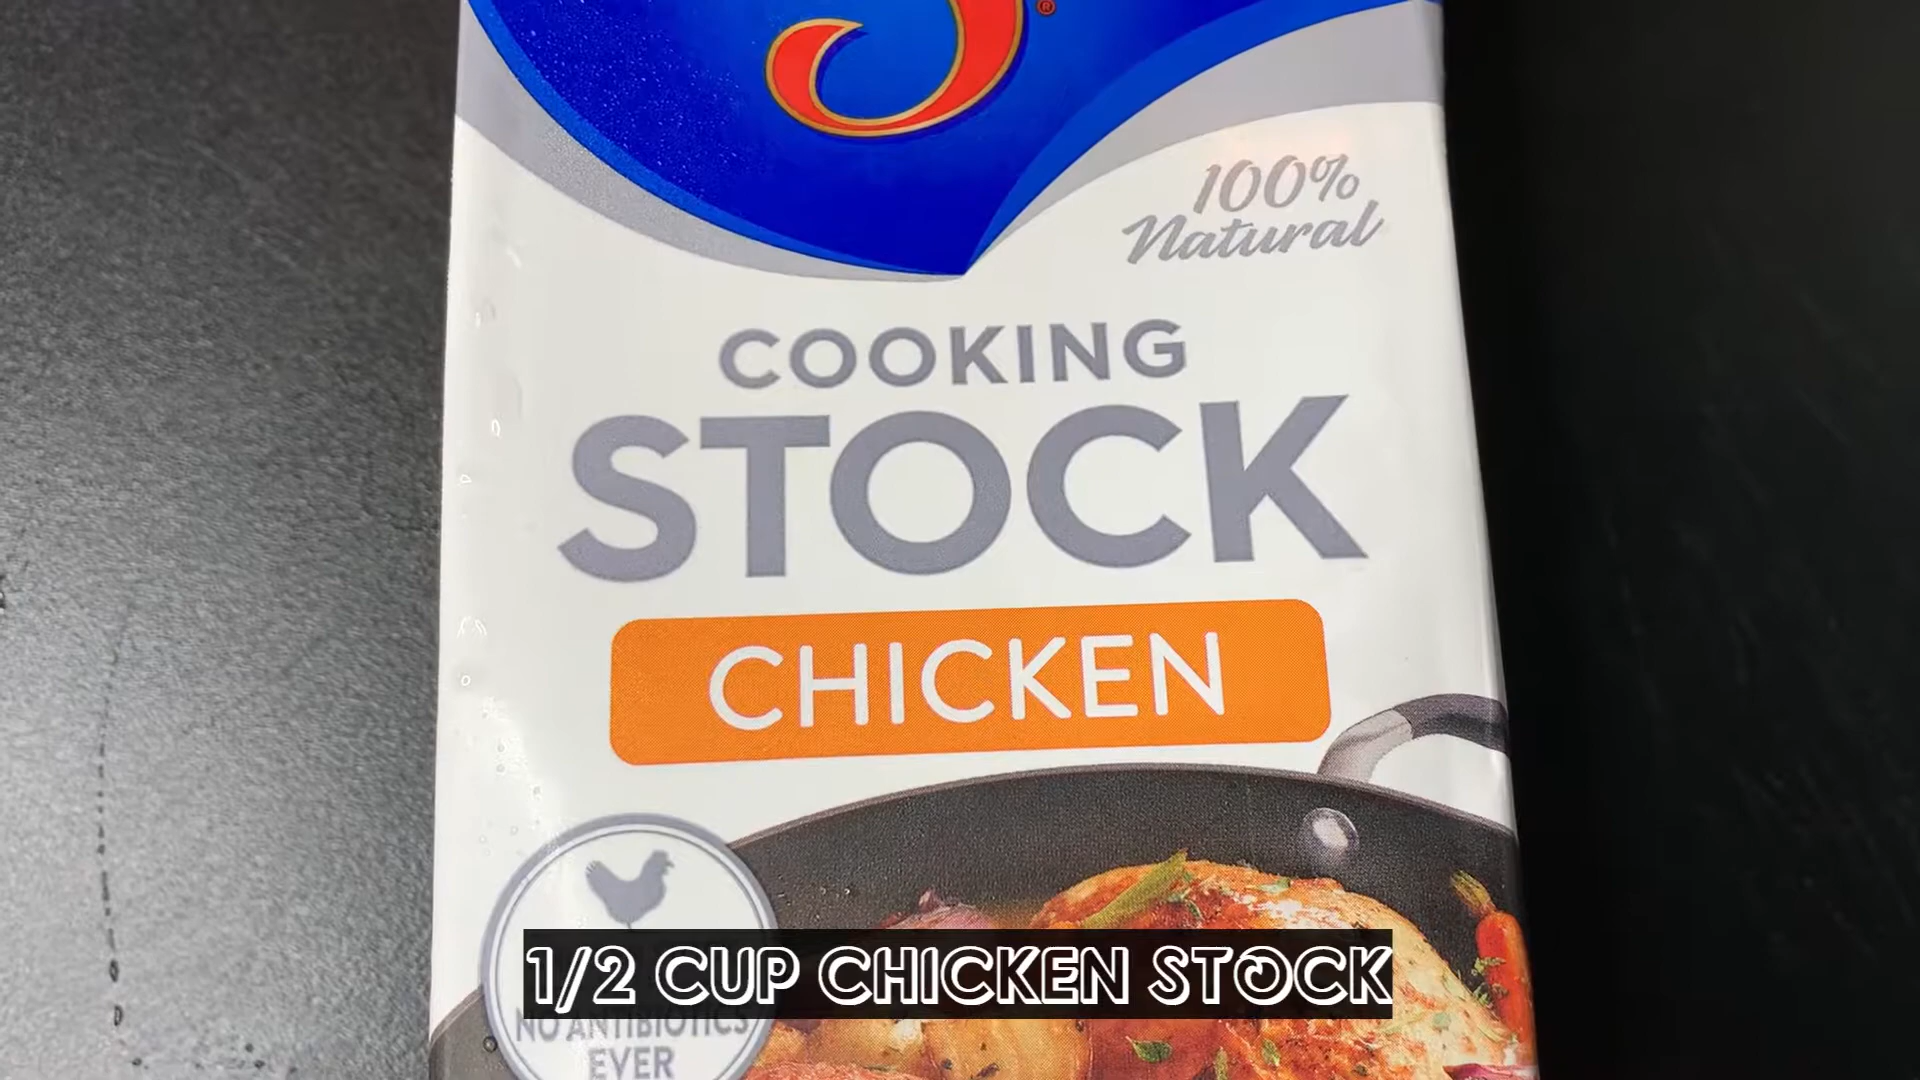 ®
100%
Natural
COOKING
STOCK
CHICKEN
1/2 CUP CHICKEN STOCK
NO ANTIBIOTICS
EVER